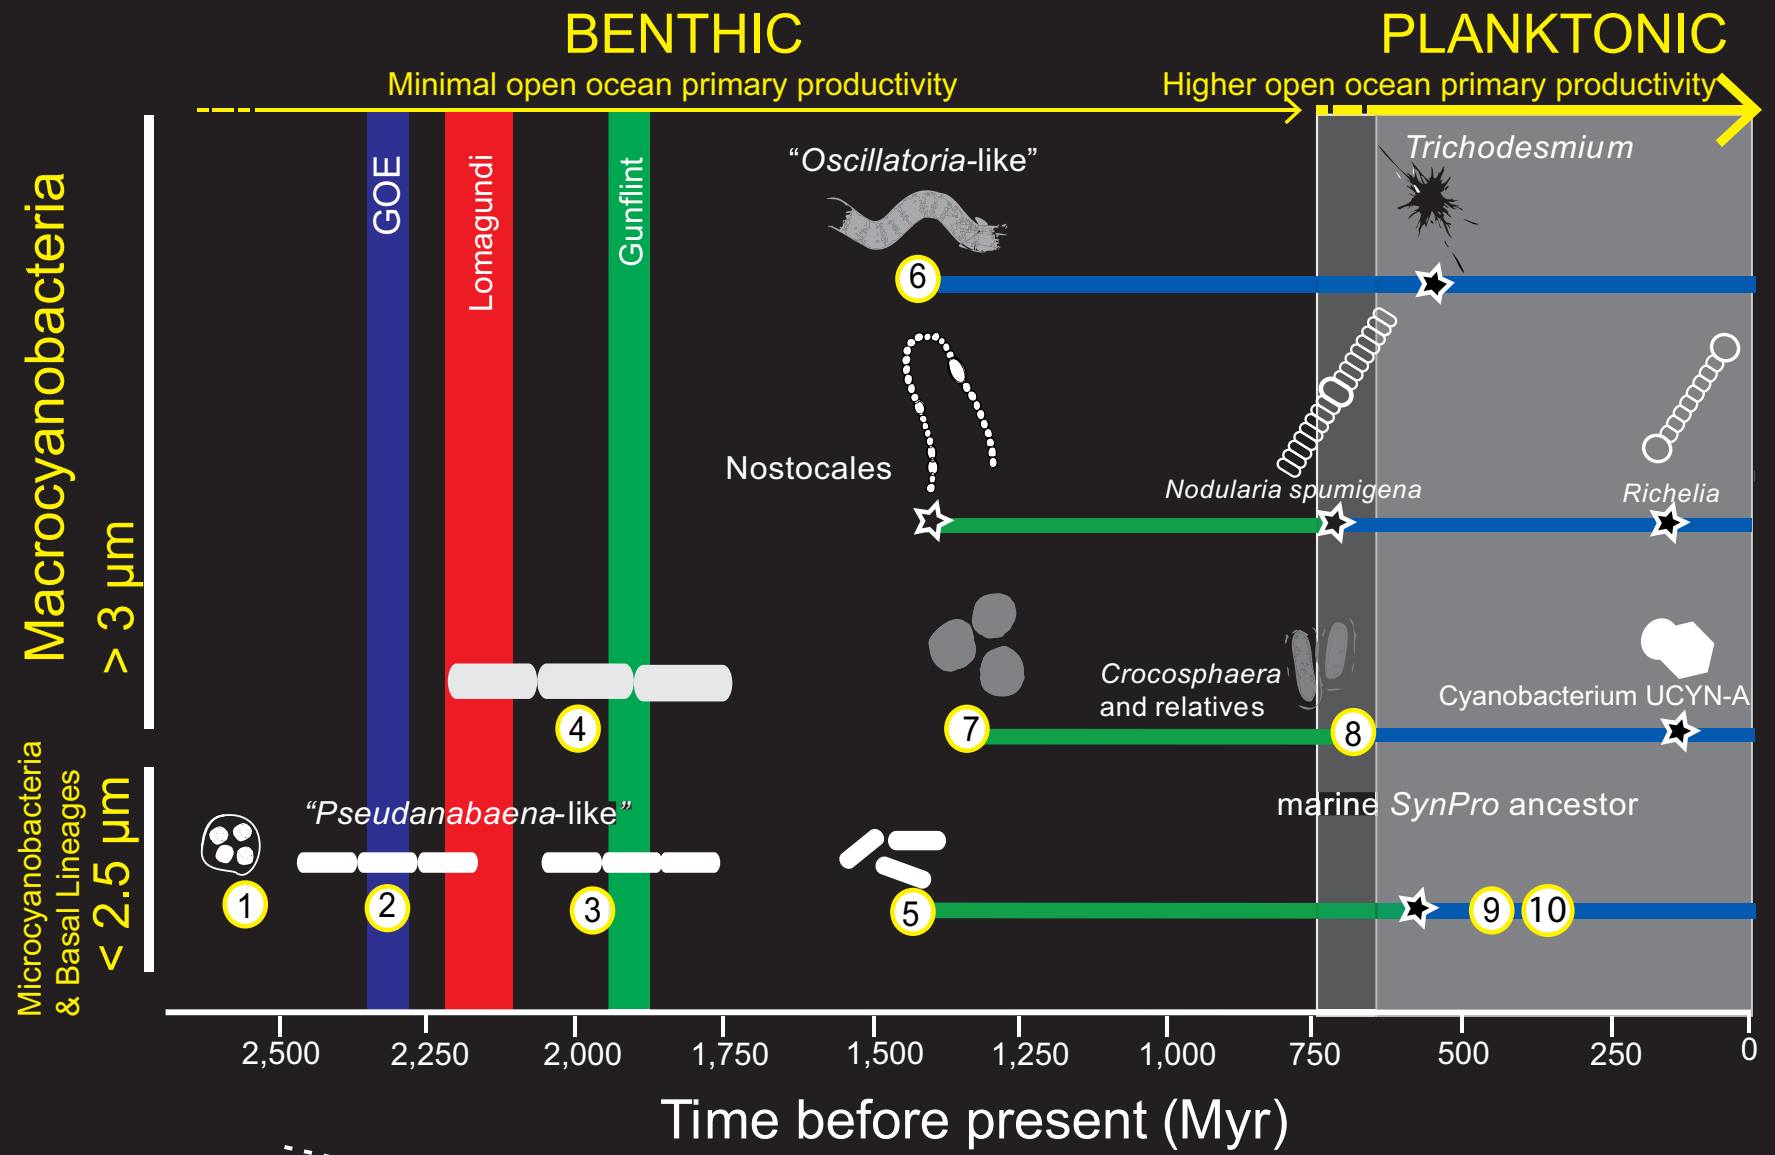 BENTHIC
PLANKTONIC
Minimal open ocean primary productivity
Higher open ocean primary productivity
Macrocyanobacteria
> 3 µm
Microcyanobacteria
& Basal Lineages
< 2.5 µm
GOE
Lomagundi
Gunflint
“Oscillatoria-like”
Trichodesmium
6
Nostocales
Nodularia spumigena
Richelia
Crocosphaera
and relatives
Cyanobacterium UCYN-A
4
7
8
“Pseudanabaena-like”
marine SynPro ancestor
1
2
3
5
9
10
2,500
2,250
2,000
1,750
1,500
1,250
1,000
750
500
250
0
Time before present (Myr)